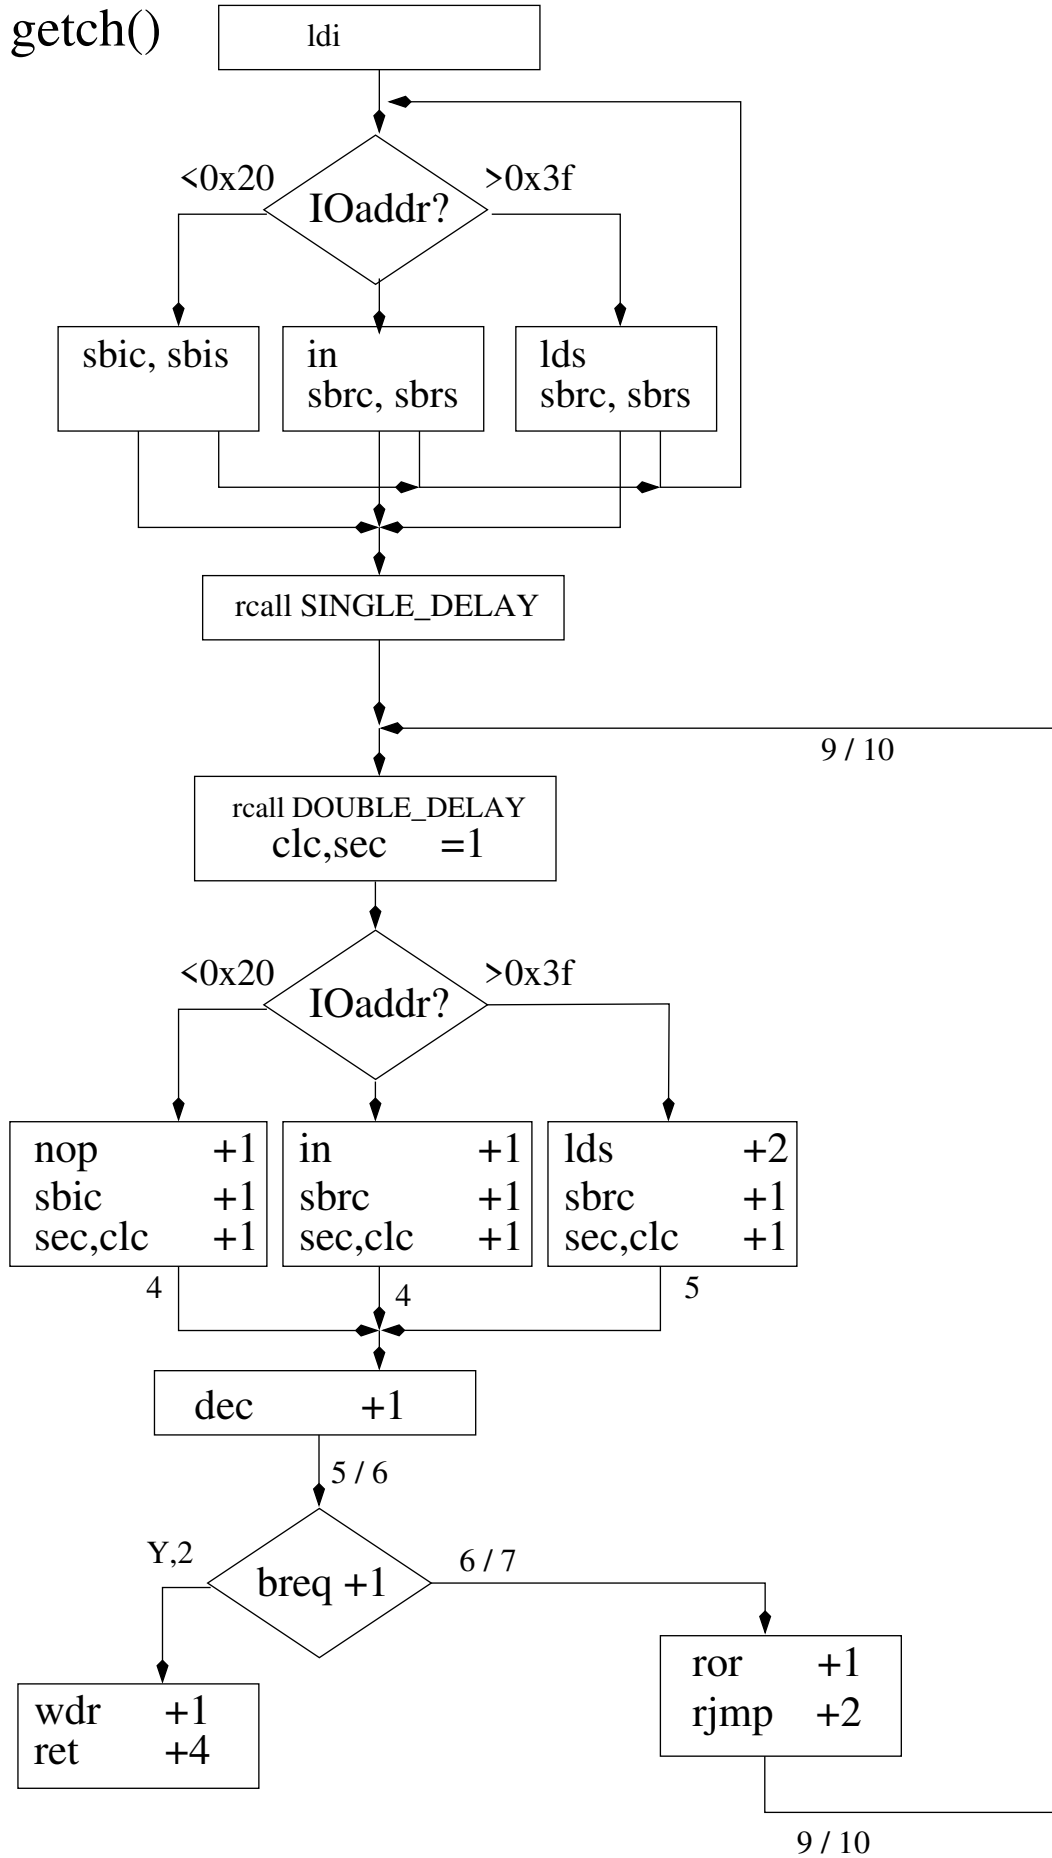 getch()
ldi
<0x20
>0x3f
IOaddr?
sbic, sbis
in
sbrc, sbrs
lds
sbrc, sbrs
rcall SINGLE_DELAY
9 / 10
rcall DOUBLE_DELAY
clc,sec =1
<0x20
>0x3f
IOaddr?
nop +1
sbic +1
sec,clc +1
in +1
sbrc +1
sec,clc +1
lds +2
sbrc +1
sec,clc +1
4
4
5
dec +1
5 / 6
Y,2
6 / 7
breq +1
wdr +1
ret +4
ror +1
rjmp +2
9 / 10